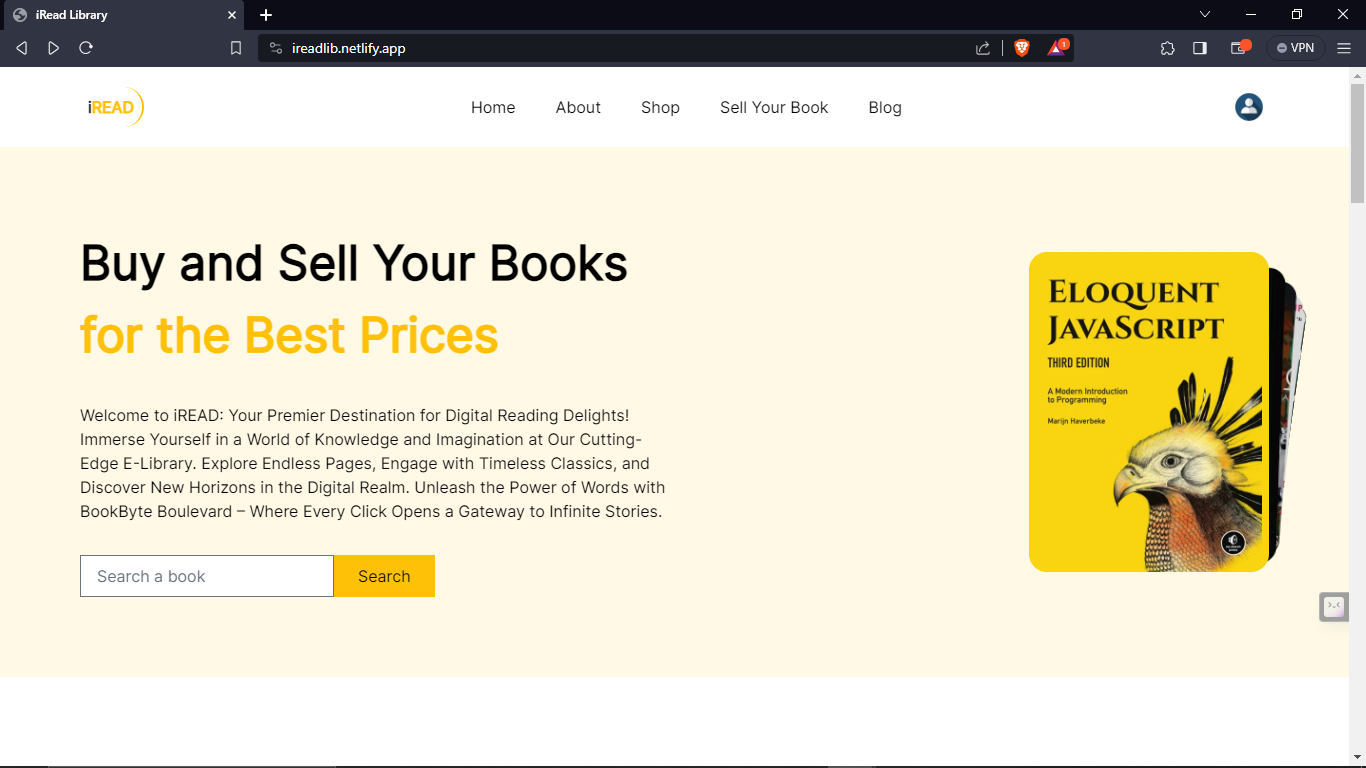 iRead Library
ireadlib.netlify.app
1
VPN
iREAD
Home
About
Shop
Sell Your Book
Blog
Buy and Sell Your Books
for the Best Prices
Welcome to iREAD: Your Premier Destination for Digital Reading Delights!
Immerse Yourself in a World of Knowledge and Imagination at Our Cutting-
Edge E-Library. Explore Endless Pages, Engage with Timeless Classics, and
Discover New Horizons in the Digital Realm. Unleash the Power of Words with
BookByte Boulevard – Where Every Click Opens a Gateway to Infinite Stories.
Search a book
Search
ELOQUENT
JAVASCRIPT
THIRD EDITION
A Modern Introduction
to Programming
Marijn Haverbeke